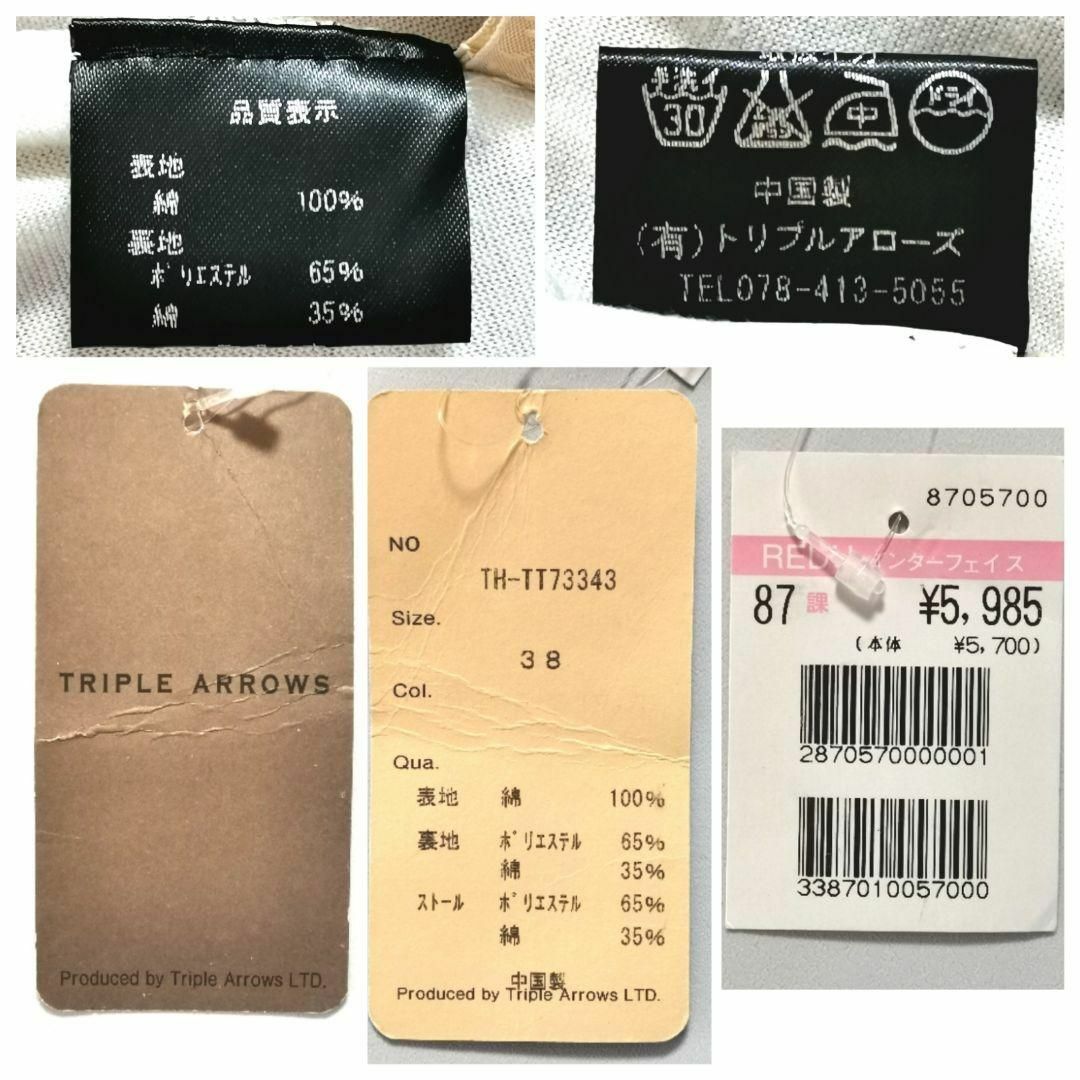 品質表示
表地
綿 100%
裏地
ポリエステル 65%
綿 35%
手洗イ 30 中 ドライ
中国製
(有)トリプルアローズ
TEL078-413-5055
TRIPLE ARROWS
Produced by Triple Arrows LTD.
NO
TH-TT73343
Size.
38
Col.
Qua.
表地 綿 100%
裏地 ポリエステル 65%
綿 35%
ストール ポリエステル 65%
綿 35%
中国製
Produced by Triple Arrows LTD.
8705700
インターフェイス
87 課 ¥5,985
(本体 ¥5,700)
2870570000001
3387010057000